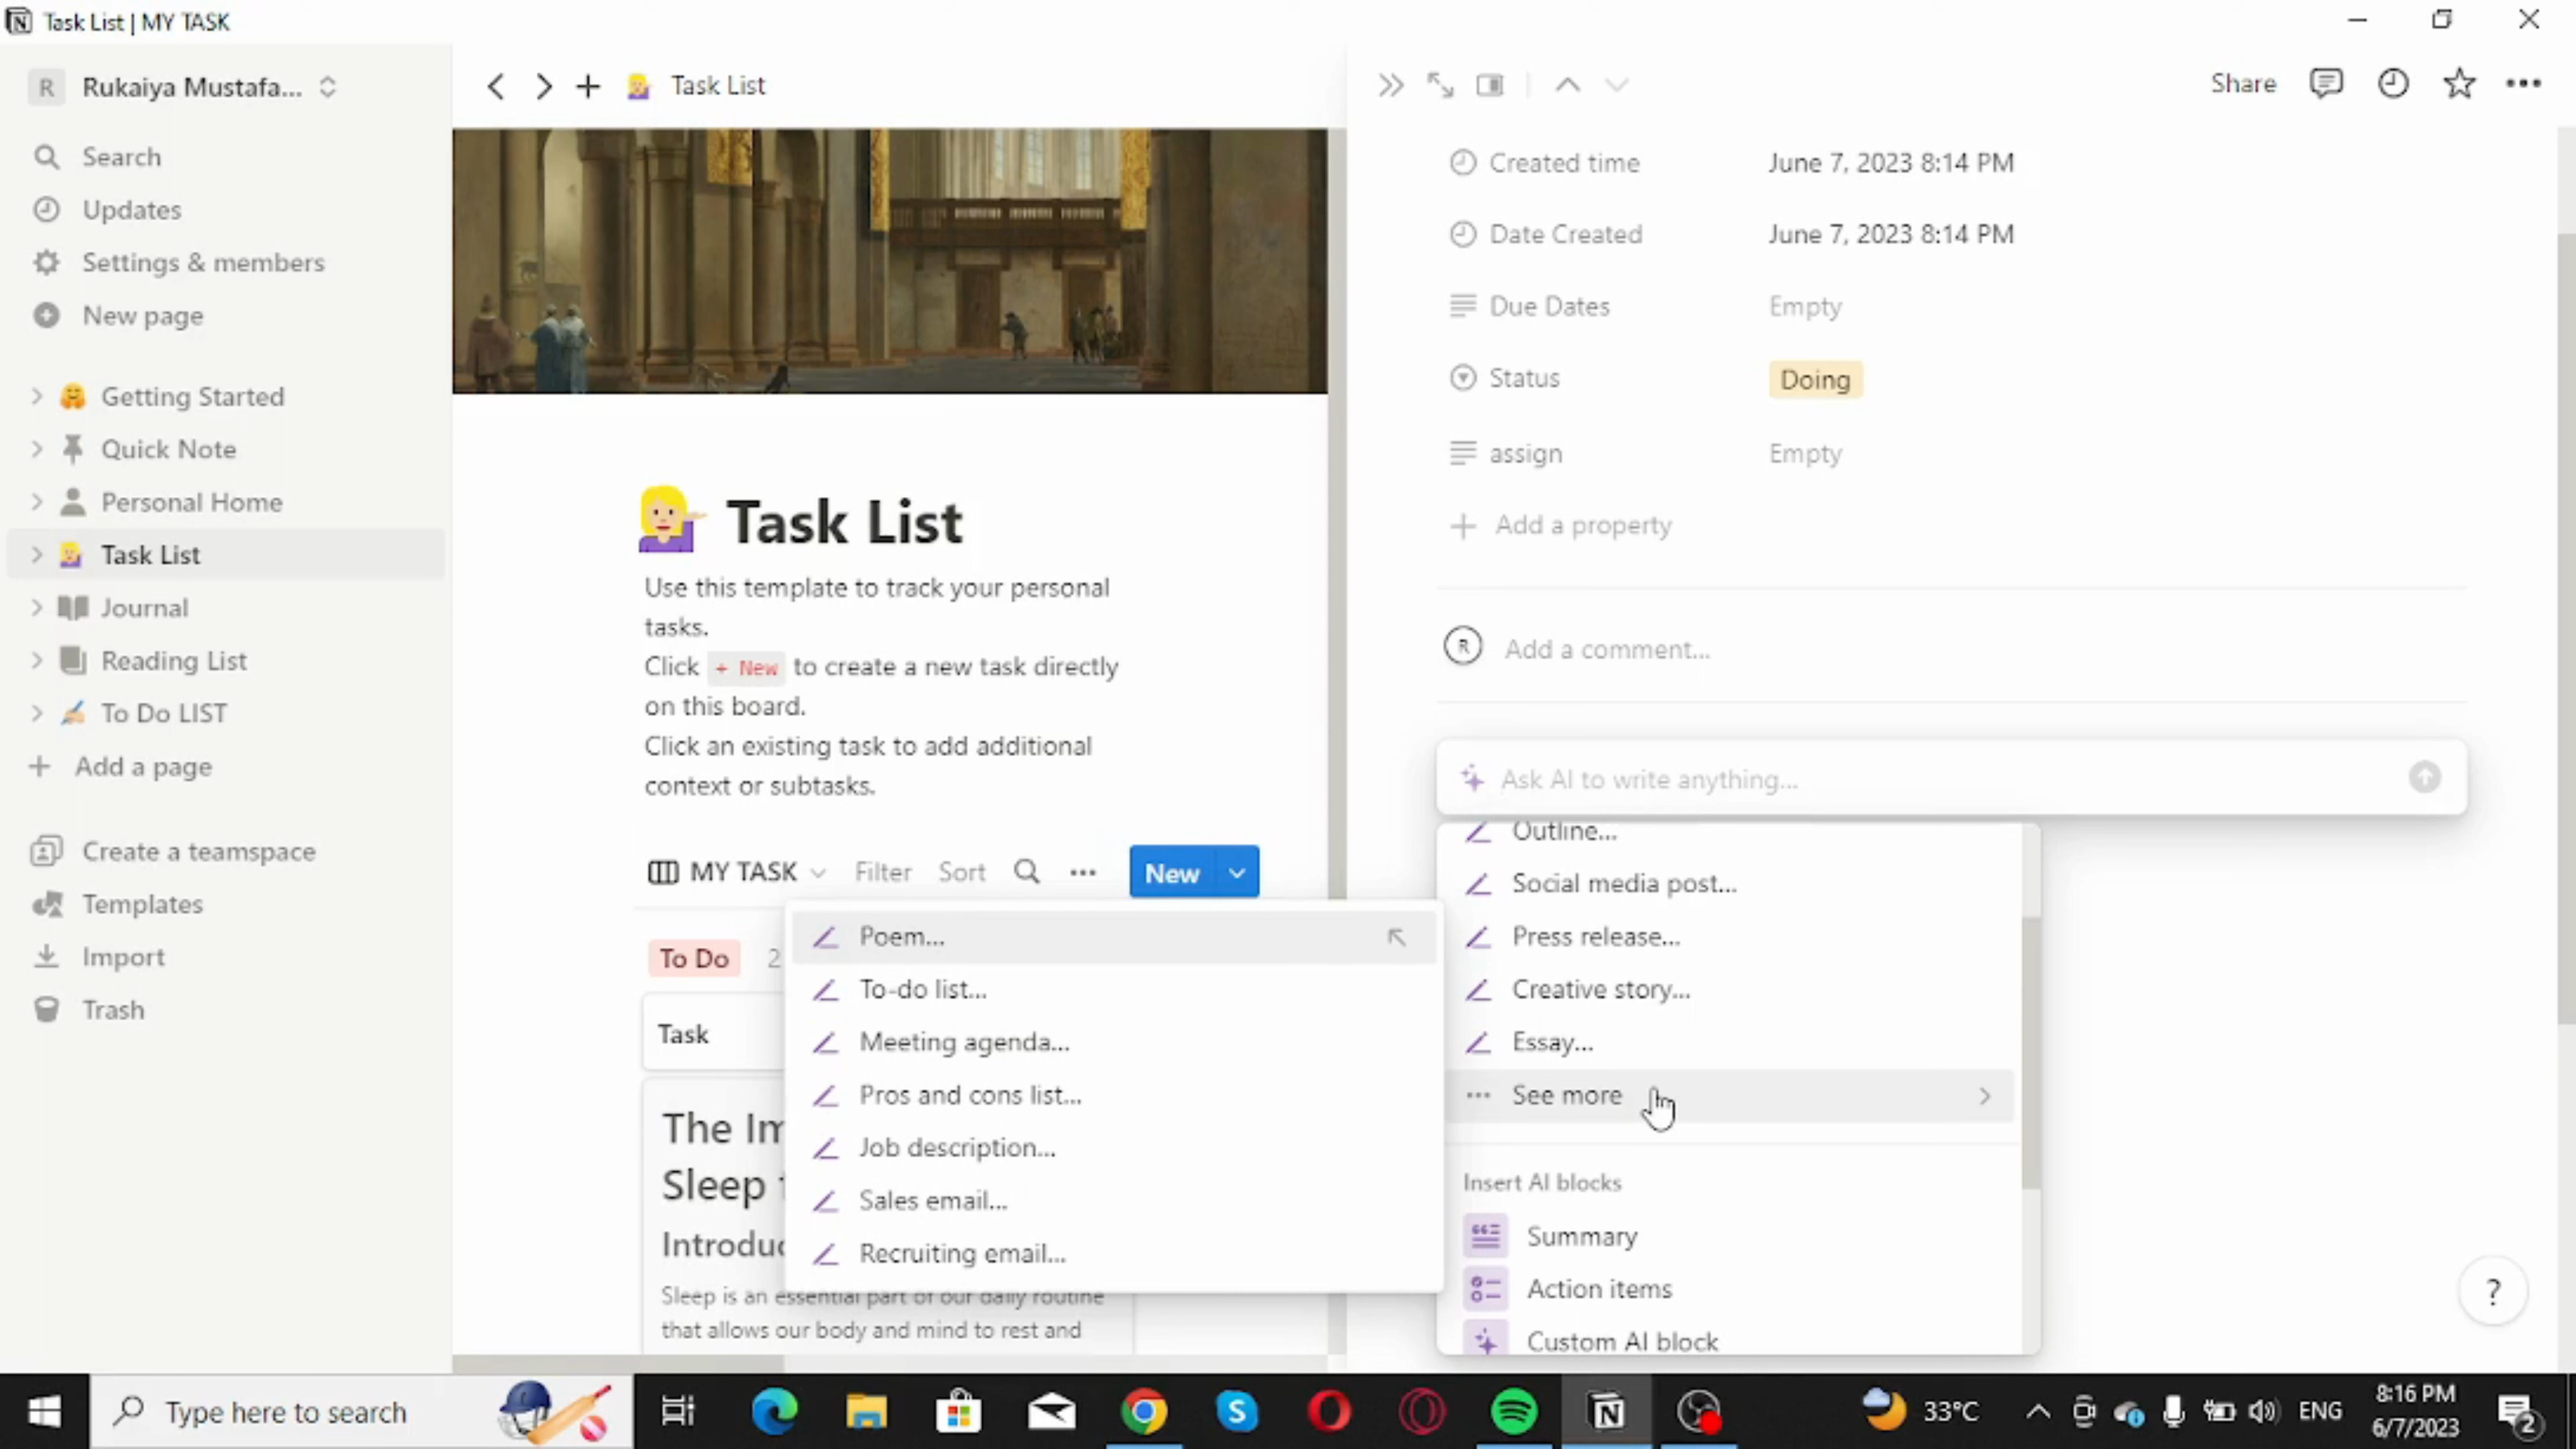 Task List | MY TASK
R Rukaiya Mustafa...
Search
Updates
Settings & members
New page
Getting Started
Quick Note
Personal Home
Task List
Journal
Reading List
To Do LIST
Add a page
Create a teamspace
Templates
Import
Trash
Task List
Task List
Use this template to track your personal
tasks.
Click + New to create a new task directly
on this board.
Click an existing task to add additional
context or subtasks.
MY TASK Filter Sort ... New
To Do 2
Task
The Im
Sleep
Introduc
Sleep is an essential part of our daily routine
that allows our body and mind to rest and
Poem...
To-do list...
Meeting agenda...
Pros and cons list...
Job description...
Sales email...
Recruiting email...
Share
Created time June 7, 2023 8:14 PM
Date Created June 7, 2023 8:14 PM
Due Dates Empty
Status Doing
assign Empty
+ Add a property
R Add a comment...
Ask AI to write anything...
Outline...
Social media post...
Press release...
Creative story...
Essay...
See more
Insert AI blocks
Summary
Action items
Custom AI block
?
Type here to search
33°C
ENG
8:16 PM
6/7/2023
2